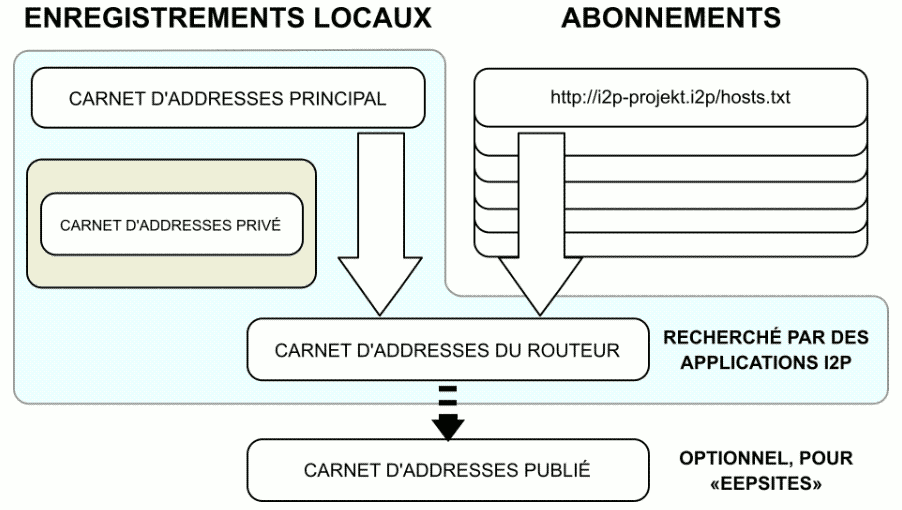 ENREGISTREMENTS LOCAUX
ABONNEMENTS
CARNET D'ADDRESSES PRINCIPAL
http://i2p-projekt.i2p/hosts.txt
CARNET D'ADDRESSES PRIVÉ
CARNET D'ADDRESSES DU ROUTEUR
RECHERCHÉ PAR DES
APPLICATIONS I2P
CARNET D'ADDRESSES PUBLIÉ
OPTIONNEL, POUR
«EEPSITES»